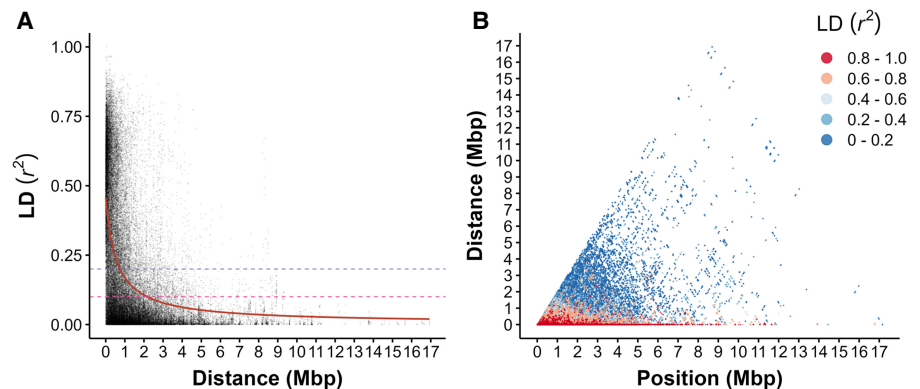 A
LD (r²)
1.00
0.75
0.50
0.25
0.00
0 1 2 3 4 5 6 7 8 9 10 11 12 13 14 15 16 17
Distance (Mbp)
B
Distance (Mbp)
17
16
15
14
13
12
11
10
9
8
7
6
5
4
3
2
1
0
0 1 2 3 4 5 6 7 8 9 10 11 12 13 14 15 16 17
Position (Mbp)
LD (r²)
0.8 - 1.0
0.6 - 0.8
0.4 - 0.6
0.2 - 0.4
0 - 0.2